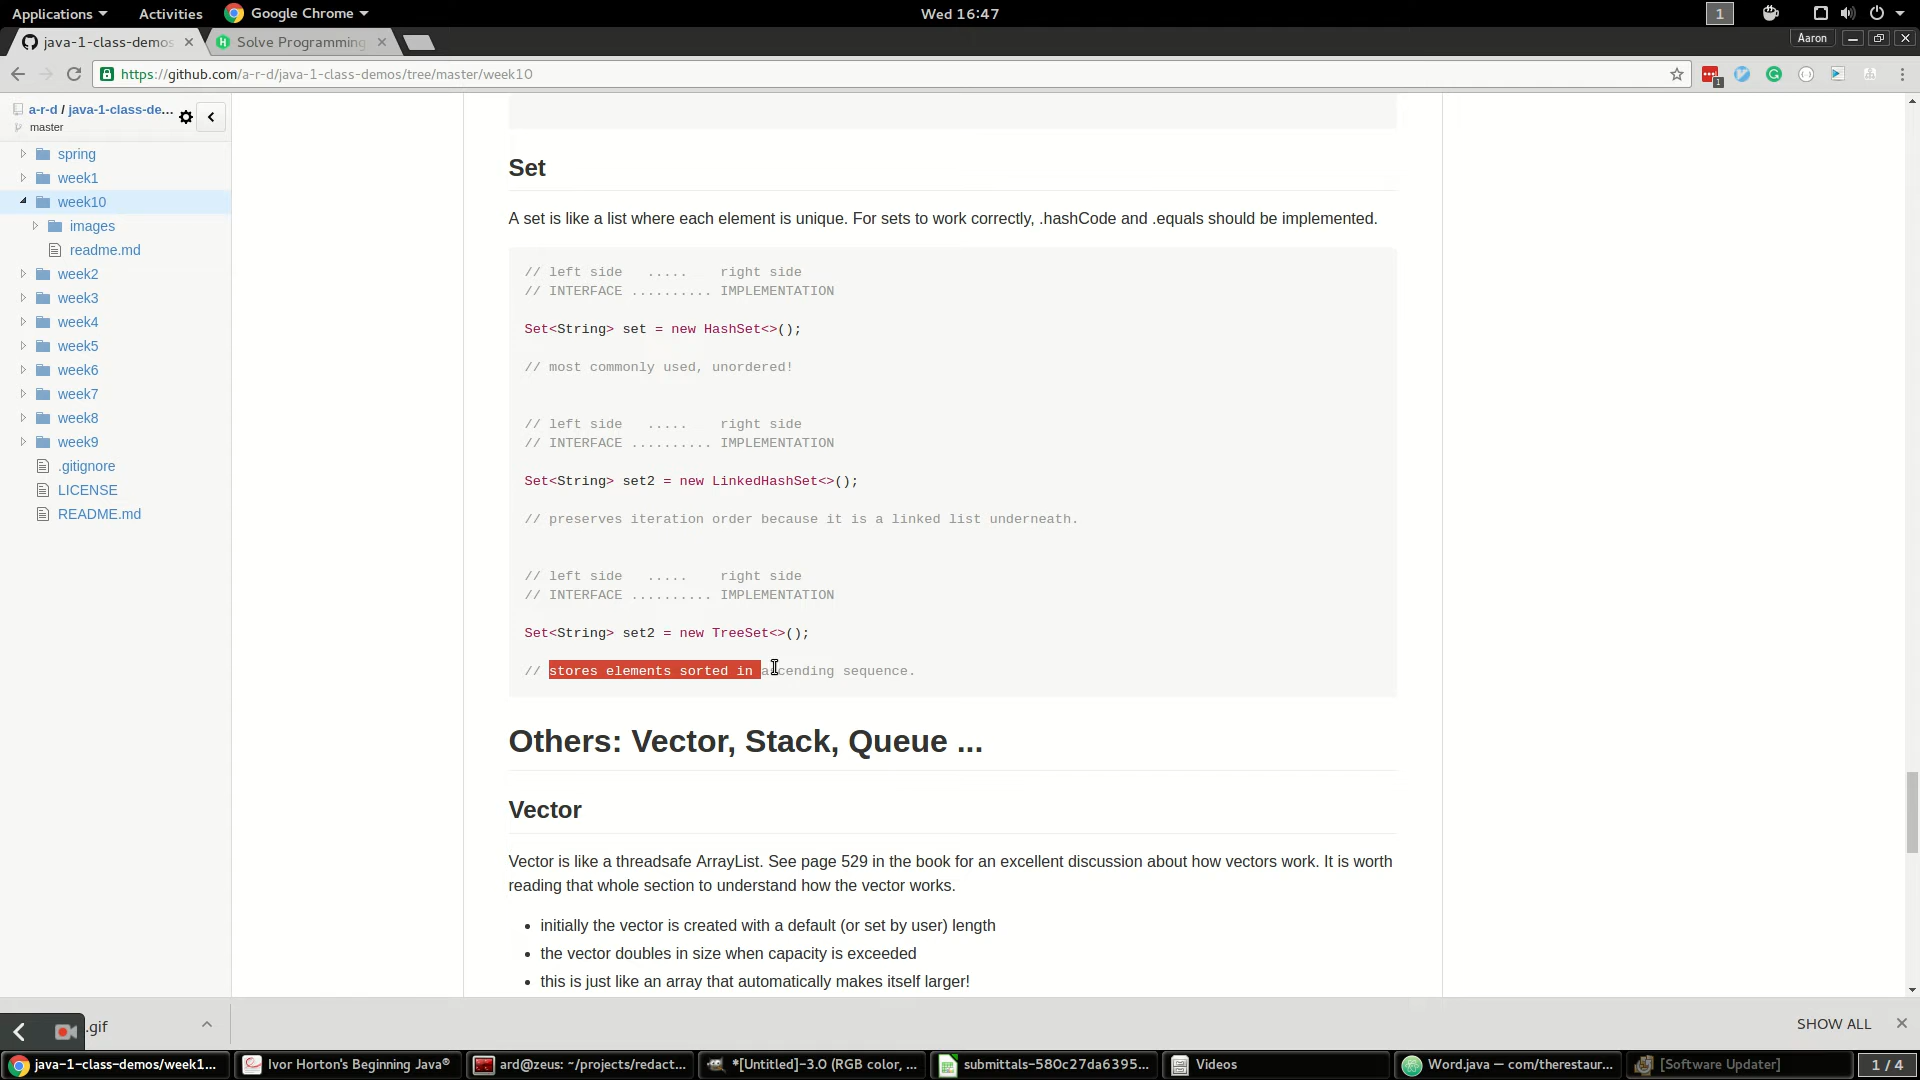 Applications
Activities
Google Chrome
Wed 16:47
1
java-1-class-demos
Solve Programming
Aaron
https://github.com/a-r-d/java-1-class-demos/tree/master/week10
1
a-r-d / java-1-class-de...
master
spring
week1
week10
images
readme.md
week2
week3
week4
week5
week6
week7
week8
week9
.gitignore
LICENSE
README.md
Set
A set is like a list where each element is unique. For sets to work correctly, .hashCode and .equals should be implemented.
// left side ..... right side
// INTERFACE .......... IMPLEMENTATION
Set<String> set = new HashSet<>();
// most commonly used, unordered!
// left side ..... right side
// INTERFACE .......... IMPLEMENTATION
Set<String> set2 = new LinkedHashSet<>();
// preserves iteration order because it is a linked list underneath.
// left side ..... right side
// INTERFACE .......... IMPLEMENTATION
Set<String> set2 = new TreeSet<>();
// stores elements sorted in ascending sequence.
Others: Vector, Stack, Queue ...
Vector
Vector is like a threadsafe ArrayList. See page 529 in the book for an excellent discussion about how vectors work. It is worth
reading that whole section to understand how the vector works.
• initially the vector is created with a default (or set by user) length
• the vector doubles in size when capacity is exceeded
• this is just like an array that automatically makes itself larger!
.gif
SHOW ALL
java-1-class-demos/week1...
Ivor Horton's Beginning Java®
ard@zeus: ~/projects/redact...
*[Untitled]-3.0 (RGB color, ...
submittals-580c27da6395...
Videos
Word.java — com/therestaur...
[Software Updater]
1 / 4